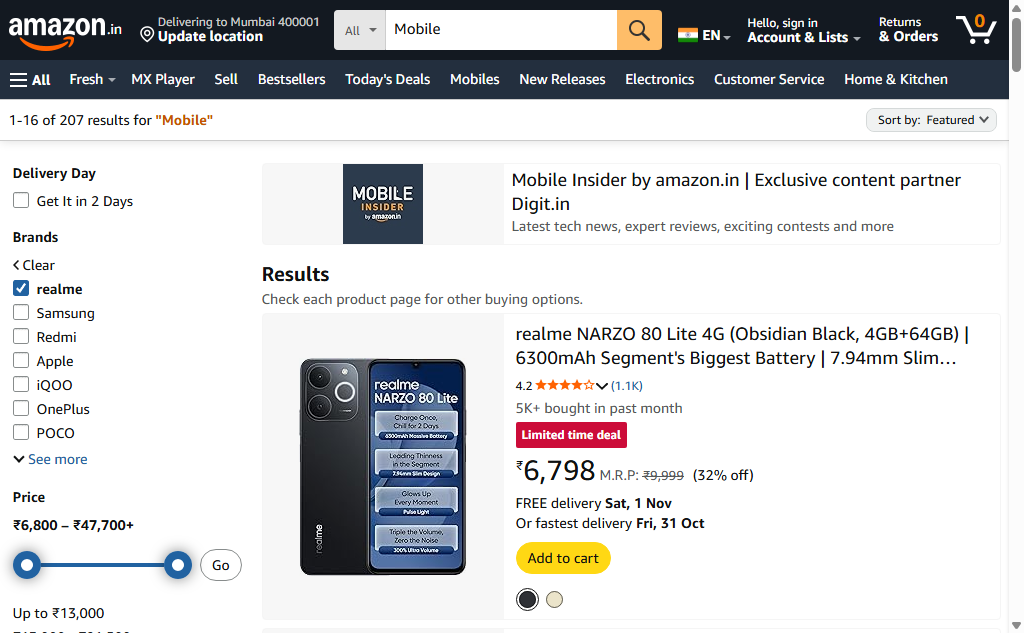 amazon.in
Delivering to Mumbai 400001
Update location
All
Mobile
EN
Hello, sign in
Account & Lists
Returns
& Orders
0
All
Fresh
MX Player
Sell
Bestsellers
Today's Deals
Mobiles
New Releases
Electronics
Customer Service
Home & Kitchen
1-16 of 207 results for "Mobile"
Sort by: Featured
Delivery Day
Get It in 2 Days
Brands
Clear
realme
Samsung
Redmi
Apple
iQOO
OnePlus
POCO
See more
Price
₹6,800 – ₹47,700+
Go
Up to ₹13,000
MOBILE
INSIDER
by amazon.in
Mobile Insider by amazon.in | Exclusive content partner
Digit.in
Latest tech news, expert reviews, exciting contests and more
Results
Check each product page for other buying options.
realme
realme
NARZO 80 Lite
Charge Once,
Chill for 2 Days
6300mAh Massive Battery
Leading Thinness
in the Segment
7.94mm Slim Design
Glows Up
Every Moment
Pulse Light
Triple the Volume,
Zero the Noise
300% Ultra Volume
realme NARZO 80 Lite 4G (Obsidian Black, 4GB+64GB) |
6300mAh Segment's Biggest Battery | 7.94mm Slim…
4.2 (1.1K)
5K+ bought in past month
Limited time deal
₹6,798 M.R.P: ₹9,999 (32% off)
FREE delivery Sat, 1 Nov
Or fastest delivery Fri, 31 Oct
Add to cart